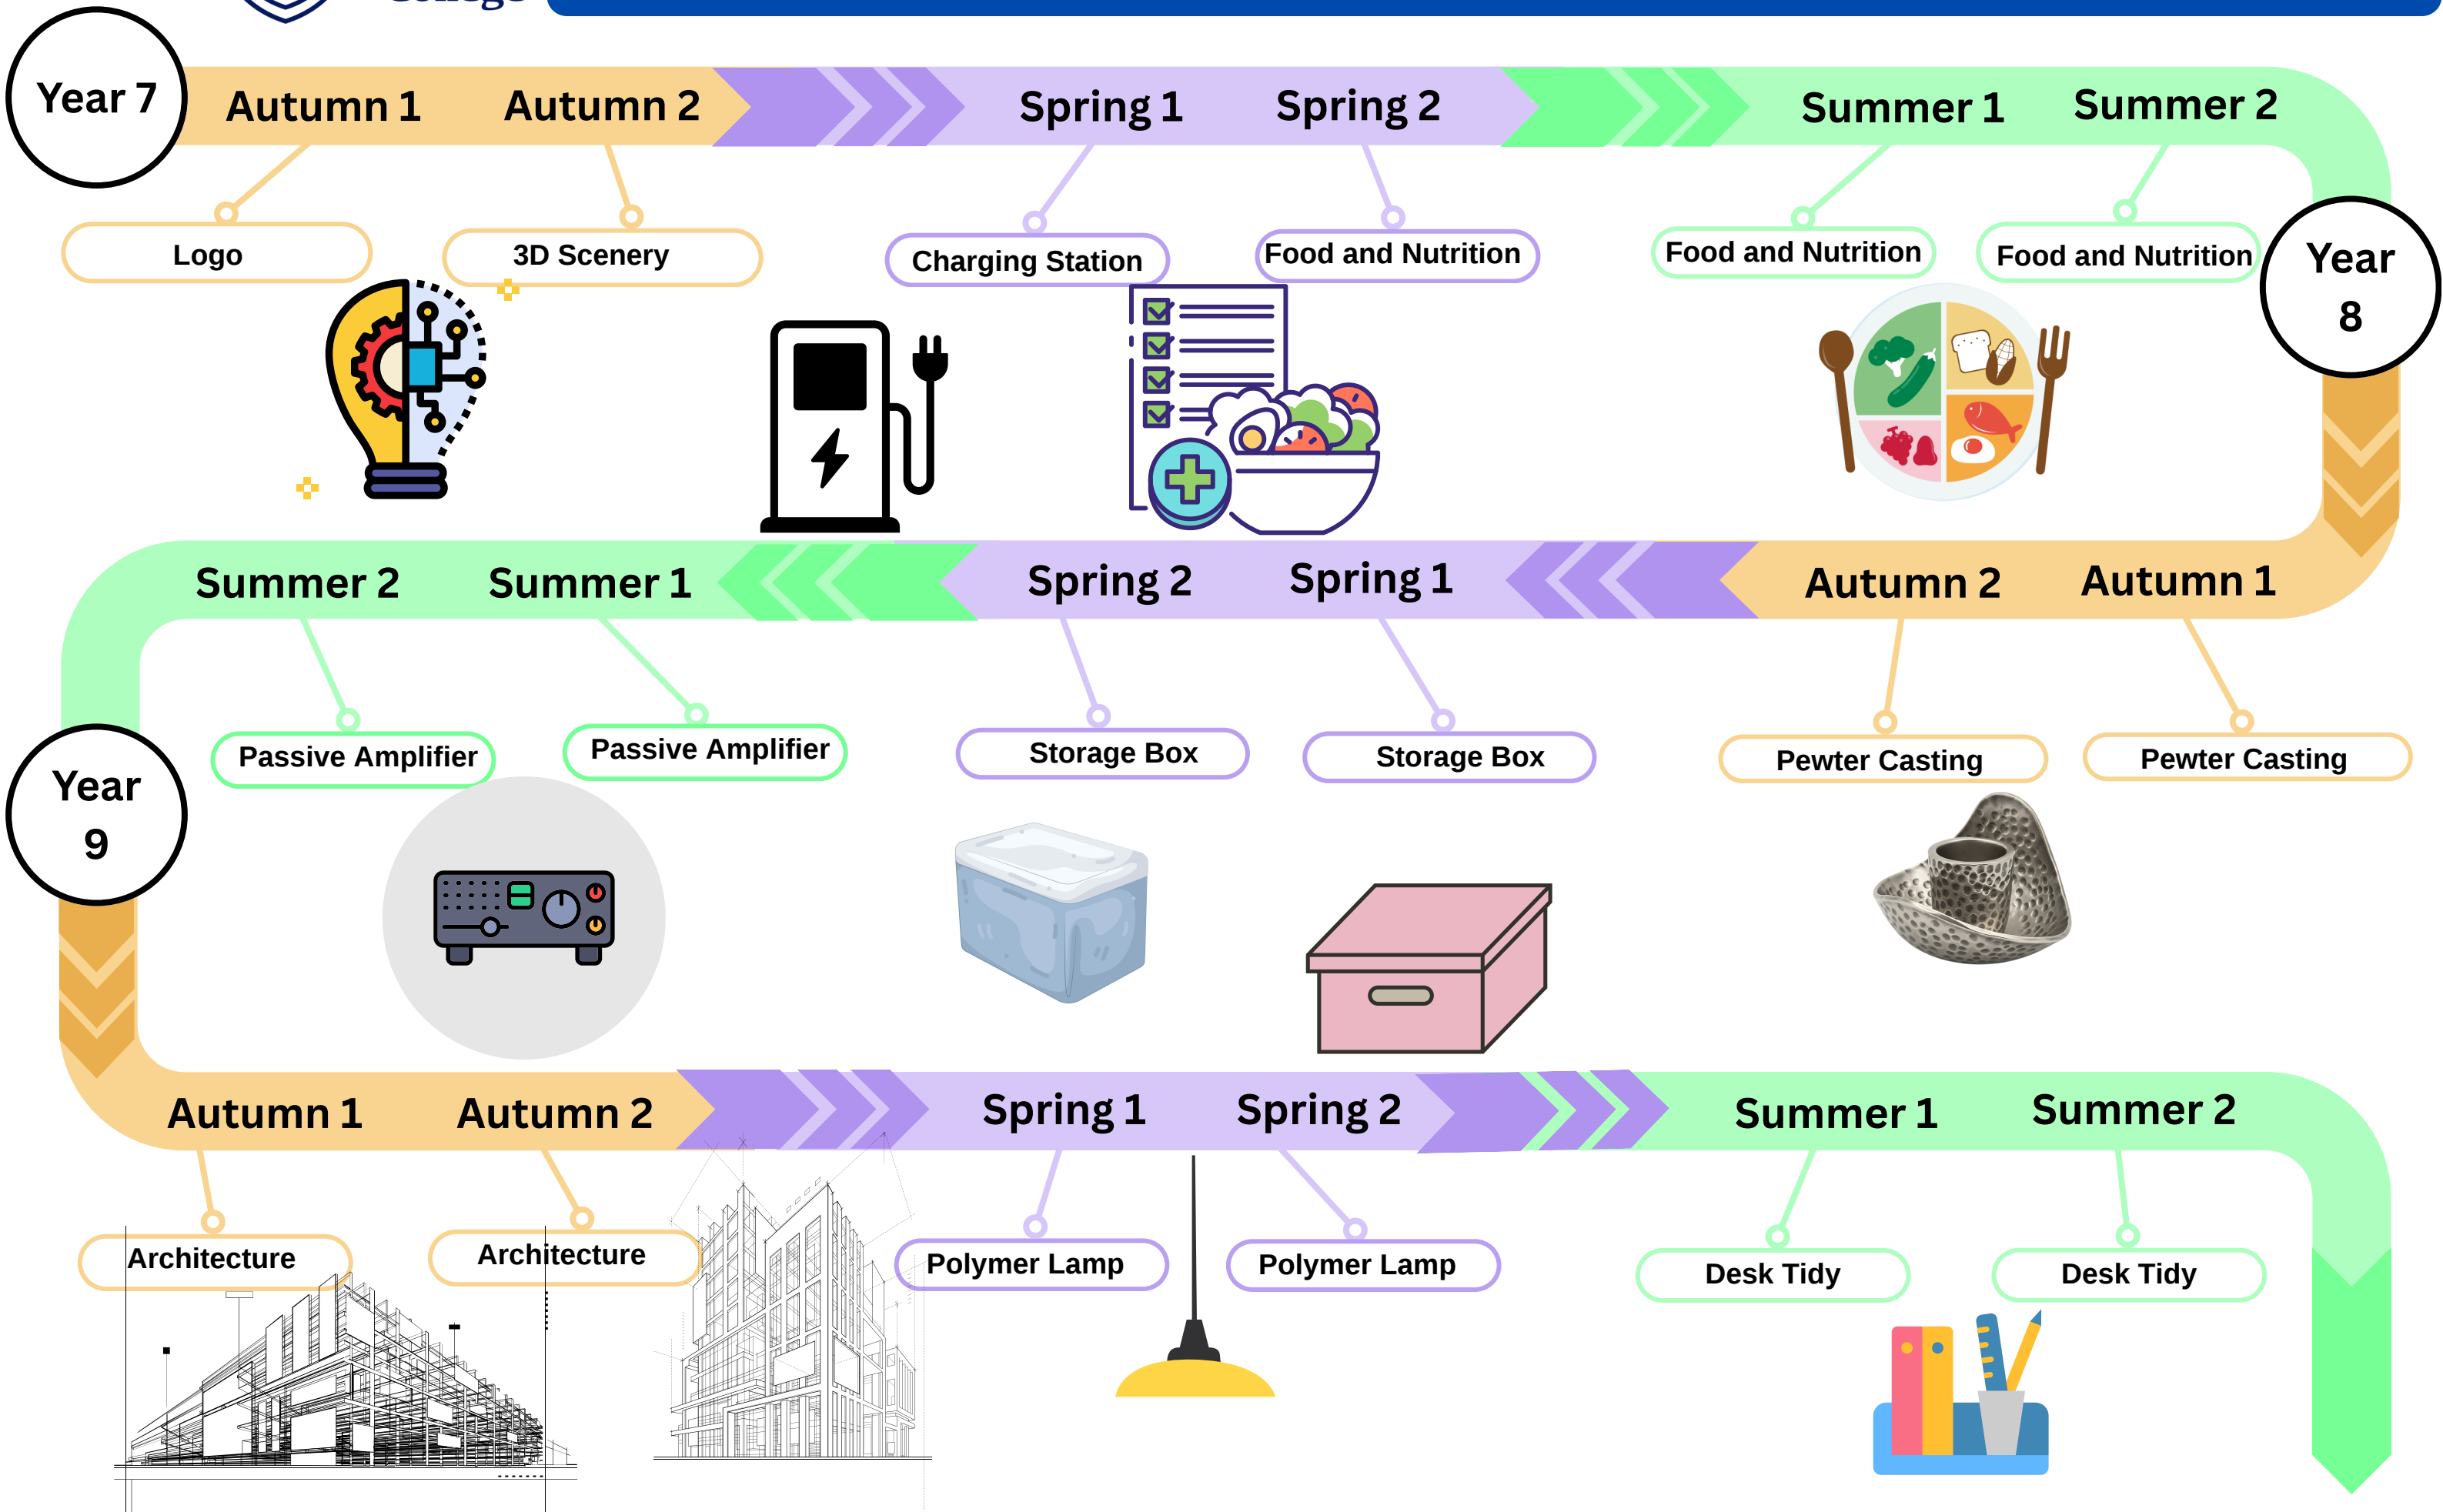 Year 7
Autumn 1
Autumn 2
Spring 1
Spring 2
Summer 1
Summer 2
Logo
3D Scenery
Charging Station
Food and Nutrition
Food and Nutrition
Food and Nutrition
Year
8
Summer 2
Summer 1
Spring 2
Spring 1
Autumn 2
Autumn 1
Passive Amplifier
Passive Amplifier
Storage Box
Storage Box
Pewter Casting
Pewter Casting
Year
9
Autumn 1
Autumn 2
Spring 1
Spring 2
Summer 1
Summer 2
Architecture
Architecture
Polymer Lamp
Polymer Lamp
Desk Tidy
Desk Tidy